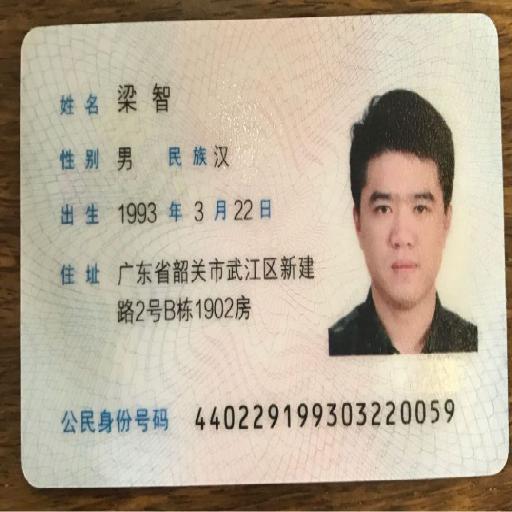 姓名 梁智
性别 男 民族 汉
出生 1993 年 3 月 22 日
住址 广东省韶关市武江区新建
路2号B栋1902房
公民身份号码 440229199303220059